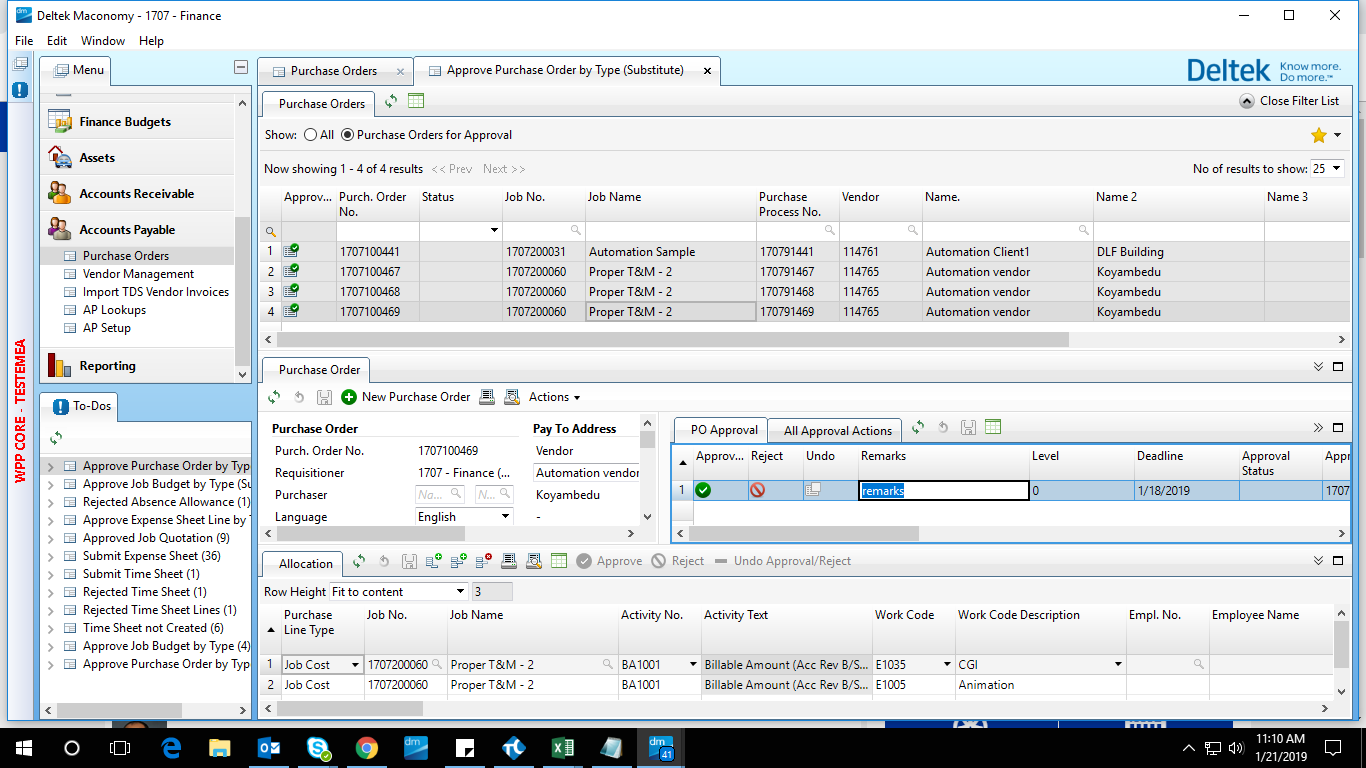 Deltek Maconomy - 1707 - Finance
File Edit Window Help
Menu
Finance Budgets
Assets
Accounts Receivable
Accounts Payable
Purchase Orders
Vendor Management
Import TDS Vendor Invoices
AP Lookups
AP Setup
Reporting
WPP CORE - TESTEMEA
To-Dos
Approve Purchase Order by Type
Approve Job Budget by Type (Su
Rejected Absence Allowance (1)
Approve Expense Sheet Line by T
Approved Job Quotation (9)
Submit Expense Sheet (36)
Submit Time Sheet (1)
Rejected Time Sheet (1)
Rejected Time Sheet Lines (1)
Time Sheet not Created (6)
Approve Job Budget by Type (4)
Approve Purchase Order by Type
Purchase Orders Approve Purchase Order by Type (Substitute)
Deltek Know more. Do more.™
Purchase Orders Close Filter List
Show: All Purchase Orders for Approval
Now showing 1 - 4 of 4 results << Prev Next >> No of results to show: 25
Approv... Purch. Order No. Status Job No. Job Name Purchase Process No. Vendor Name. Name 2 Name 3
1 1707100441 1707200031 Automation Sample 170791441 114761 Automation Client1 DLF Building
2 1707100467 1707200060 Proper T&M - 2 170791467 114765 Automation vendor Koyambedu
3 1707100468 1707200060 Proper T&M - 2 170791468 114765 Automation vendor Koyambedu
4 1707100469 1707200060 Proper T&M - 2 170791469 114765 Automation vendor Koyambedu
Purchase Order
New Purchase Order Actions
Purchase Order Pay To Address
Purch. Order No. 1707100469 Vendor
Requisitioner 1707 - Finance (... Automation vendor
Purchaser Na... N... Koyambedu
Language English -
PO Approval All Approval Actions
Approv... Reject Undo Remarks Level Deadline Approval Status Appr
1 remarks 0 1/18/2019 1707
Allocation Approve Reject Undo Approval/Reject
Row Height Fit to content 3
Purchase Line Type Job No. Job Name Activity No. Activity Text Work Code Work Code Description Empl. No. Employee Name
1 Job Cost 1707200060 Proper T&M - 2 BA1001 Billable Amount (Acc Rev B/S... E1035 CGI
2 Job Cost 1707200060 Proper T&M - 2 BA1001 Billable Amount (Acc Rev B/S... E1005 Animation
11:10 AM
1/21/2019
dm
41